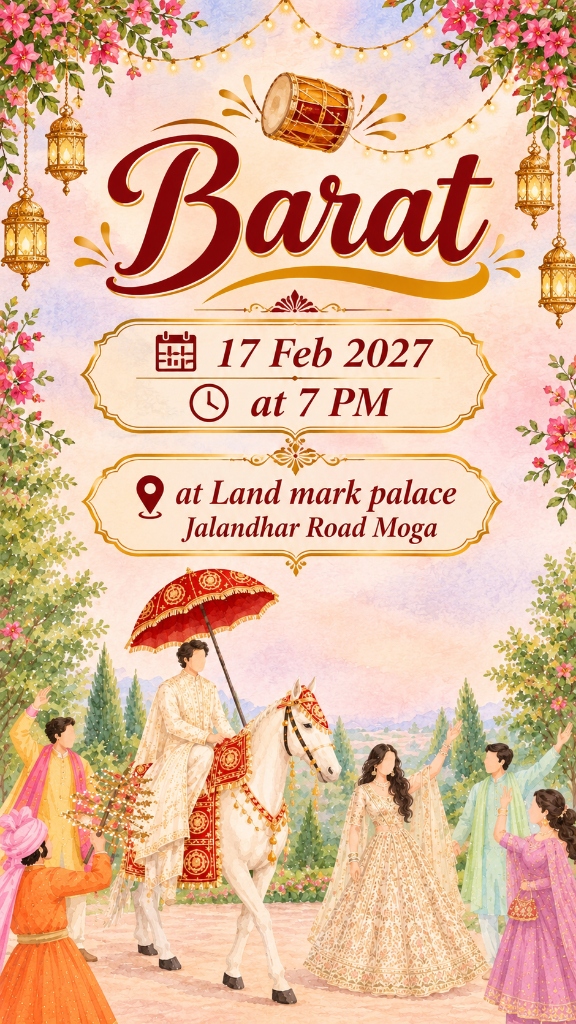 Barat
17 Feb 2027
at 7 PM
at Land mark palace
Jalandhar Road Moga